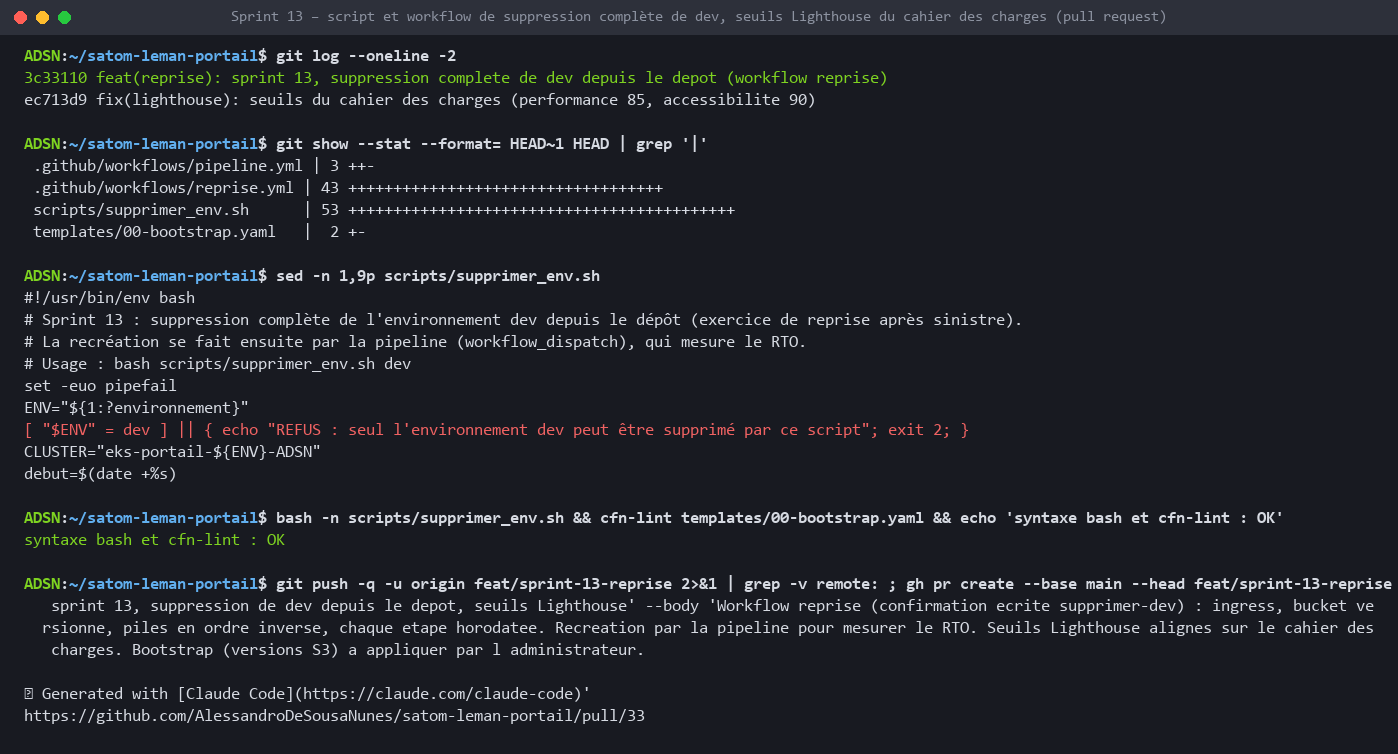 Sprint 13 – script et workflow de suppression complète de dev, seuils Lighthouse du cahier des charges (pull request)
ADSN:~/satom-leman-portail$ git log --oneline -2
3c33110 feat(reprise): sprint 13, suppression complete de dev depuis le depot (workflow reprise)
ec713d9 fix(lighthouse): seuils du cahier des charges (performance 85, accessibilite 90)
ADSN:~/satom-leman-portail$ git show --stat --format= HEAD~1 HEAD | grep '|'
.github/workflows/pipeline.yml | 3 ++-
.github/workflows/reprise.yml | 43 +++++++++++++++++++++++++++++++++++
scripts/supprimer_env.sh      | 53 +++++++++++++++++++++++++++++++++++++++++++
templates/00-bootstrap.yaml   |  2 +-
ADSN:~/satom-leman-portail$ sed -n 1,9p scripts/supprimer_env.sh
#!/usr/bin/env bash
# Sprint 13 : suppression complète de l'environnement dev depuis le dépôt (exercice de reprise après sinistre).
# La recréation se fait ensuite par la pipeline (workflow_dispatch), qui mesure le RTO.
# Usage : bash scripts/supprimer_env.sh dev
set -euo pipefail
ENV="${1:?environnement}"
[ "$ENV" = dev ] || { echo "REFUS : seul l'environnement dev peut être supprimé par ce script"; exit 2; }
CLUSTER="eks-portail-${ENV}-ADSN"
debut=$(date +%s)
ADSN:~/satom-leman-portail$ bash -n scripts/supprimer_env.sh && cfn-lint templates/00-bootstrap.yaml && echo 'syntaxe bash et cfn-lint : OK'
syntaxe bash et cfn-lint : OK
ADSN:~/satom-leman-portail$ git push -q -u origin feat/sprint-13-reprise 2>&1 | grep -v remote: ; gh pr create --base main --head feat/sprint-13-reprise
sprint 13, suppression de dev depuis le depot, seuils Lighthouse' --body 'Workflow reprise (confirmation ecrite supprimer-dev) : ingress, bucket ve
rsionne, piles en ordre inverse, chaque etape horodatee. Recreation par la pipeline pour mesurer le RTO. Seuils Lighthouse alignes sur le cahier des
charges. Bootstrap (versions S3) a appliquer par l administrateur.
Generated with [Claude Code](https://claude.com/claude-code)'
https://github.com/AlessandroDeSousaNunes/satom-leman-portail/pull/33